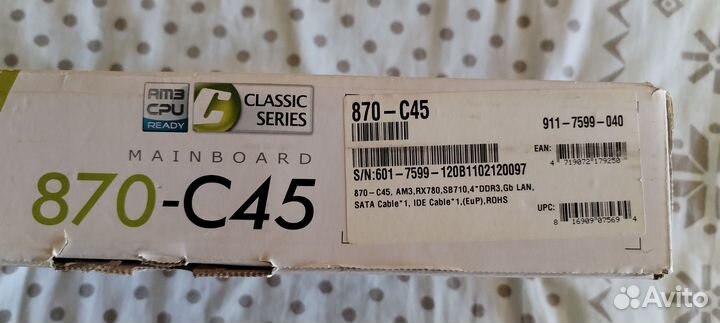 AM3
CPU
READY
C
CLASSIC
SERIES
MAINBOARD
870-C45
870-C45
911-7599-040
S/N:601-7599-120B1102120097
870-C45, AM3,RX780,SB710,4*DDR3,Gb LAN,
SATA Cable*1, IDE Cable*1,(EuP),ROHS
EAN:
4 719072 179250
UPC:
8 16909 07569 4
Avito